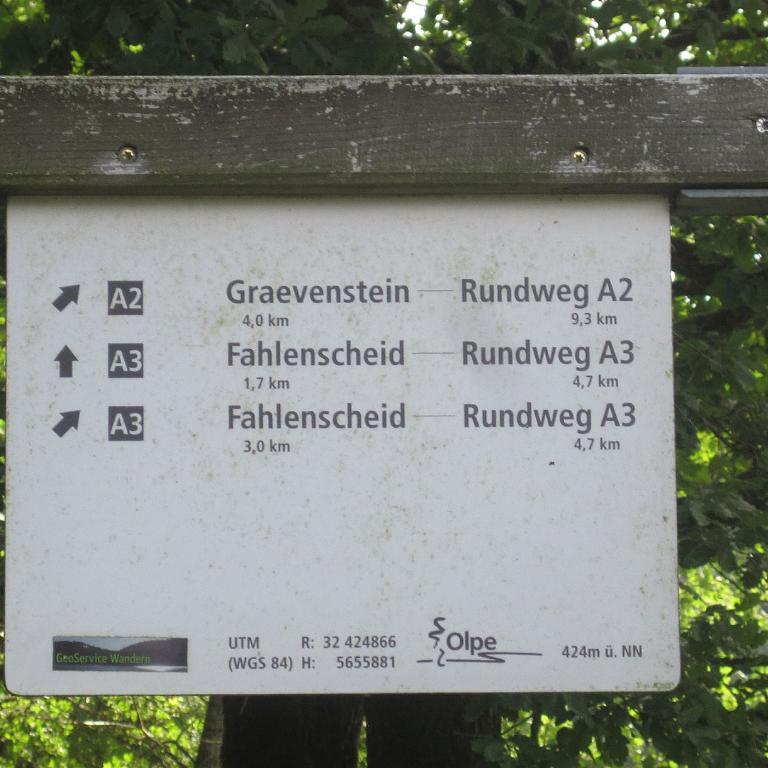 A2 Graevenstein — Rundweg A2
4,0 km 9,3 km
A3 Fahlenscheid — Rundweg A3
1,7 km 4,7 km
A3 Fahlenscheid — Rundweg A3
3,0 km 4,7 km
GeoService Wandern
UTM R: 32 424866
(WGS 84) H: 5655881
Olpe
424m ü. NN